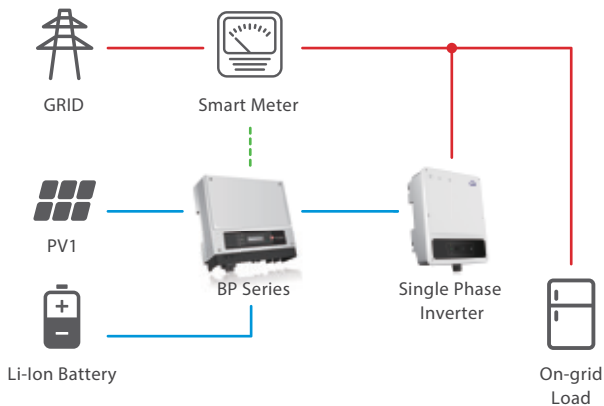 GRID
Smart Meter
PV1
BP Series
Single Phase
Inverter
Li-Ion Battery
On-grid
Load